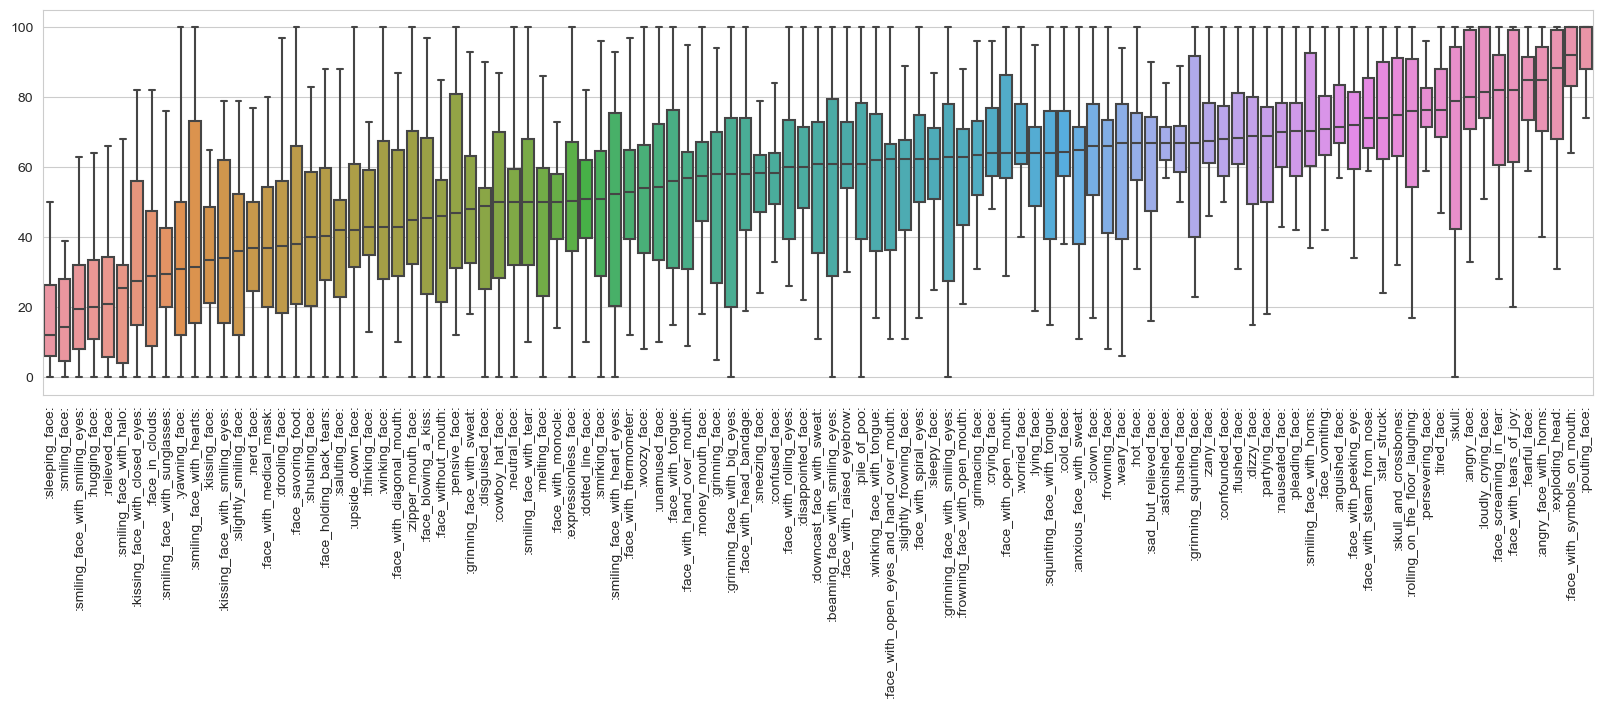 100
80
60
40
20
0
:sleeping_face:
:smiling_face:
:smiling_face_with_smiling_eyes:
:hugging_face:
:relieved_face:
:smiling_face_with_halo:
:kissing_face_with_closed_eyes:
:face_in_clouds:
:smiling_face_with_sunglasses:
:yawning_face:
:smiling_face_with_hearts:
:kissing_face:
:kissing_face_with_smiling_eyes:
:slightly_smiling_face:
:nerd_face:
:face_with_medical_mask:
:drooling_face:
:face_savoring_food:
:shushing_face:
:face_holding_back_tears:
:saluting_face:
:upside_down_face:
:thinking_face:
:winking_face:
:face_with_diagonal_mouth:
:zipper_mouth_face:
:face_blowing_a_kiss:
:face_without_mouth:
:pensive_face:
:grinning_face_with_sweat:
:disguised_face:
:cowboy_hat_face:
:neutral_face:
:smiling_face_with_tear:
:melting_face:
:face_with_monocle:
:expressionless_face:
:dotted_line_face:
:smirking_face:
:smiling_face_with_heart_eyes:
:face_with_thermometer:
:woozy_face:
:unamused_face:
:face_with_tongue:
:face_with_hand_over_mouth:
:money_mouth_face:
:grinning_face:
:grinning_face_with_big_eyes:
:face_with_head_bandage:
:sneezing_face:
:confused_face:
:face_with_rolling_eyes:
:disappointed_face:
:downcast_face_with_sweat:
:beaming_face_with_smiling_eyes:
:face_with_raised_eyebrow:
:pile_of_poo:
:winking_face_with_tongue:
:face_with_open_eyes_and_hand_over_mouth:
:slightly_frowning_face:
:face_with_spiral_eyes:
:sleepy_face:
:grinning_face_with_smiling_eyes:
:frowning_face_with_open_mouth:
:grimacing_face:
:crying_face:
:face_with_open_mouth:
:worried_face:
:lying_face:
:squinting_face_with_tongue:
:cold_face:
:anxious_face_with_sweat:
:clown_face:
:frowning_face:
:weary_face:
:hot_face:
:sad_but_relieved_face:
:astonished_face:
:hushed_face:
:grinning_squinting_face:
:zany_face:
:confounded_face:
:flushed_face:
:dizzy_face:
:partying_face:
:nauseated_face:
:pleading_face:
:smiling_face_with_horns:
:face_vomiting:
:anguished_face:
:face_with_peeking_eye:
:face_with_steam_from_nose:
:star_struck:
:skull_and_crossbones:
:rolling_on_the_floor_laughing:
:persevering_face:
:tired_face:
:skull:
:angry_face:
:loudly_crying_face:
:face_screaming_in_fear:
:face_with_tears_of_joy:
:fearful_face:
:angry_face_with_horns:
:exploding_head:
:face_with_symbols_on_mouth:
:pouting_face: